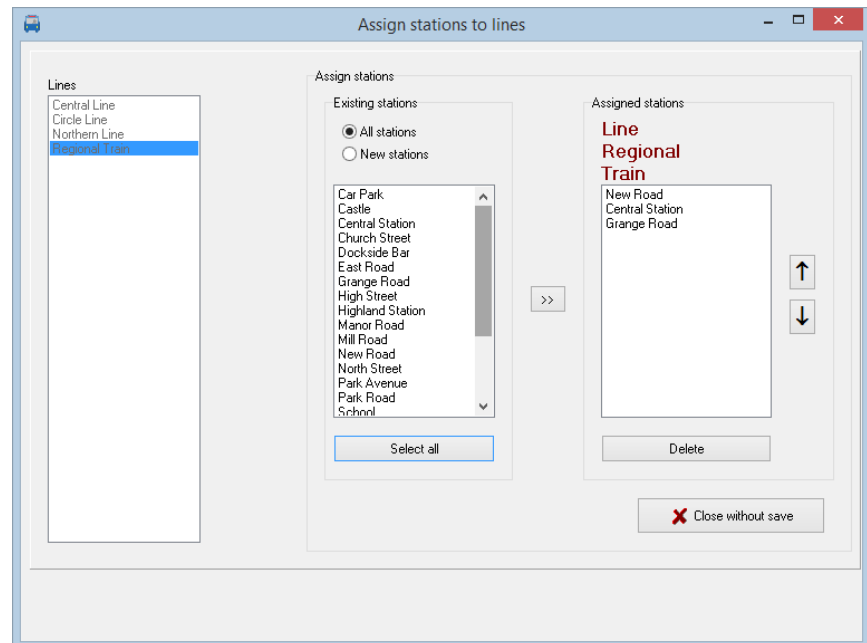 Assign stations to lines
Lines
Central Line
Circle Line
Northern Line
Regional Train
Assign stations
Existing stations
All stations
New stations
Car Park
Castle
Central Station
Church Street
Dockside Bar
East Road
Grange Road
High Street
Highland Station
Manor Road
Mill Road
New Road
North Street
Park Avenue
Park Road
School
Select all
>>
Assigned stations
Line
Regional
Train
New Road
Central Station
Grange Road
Delete
Close without save